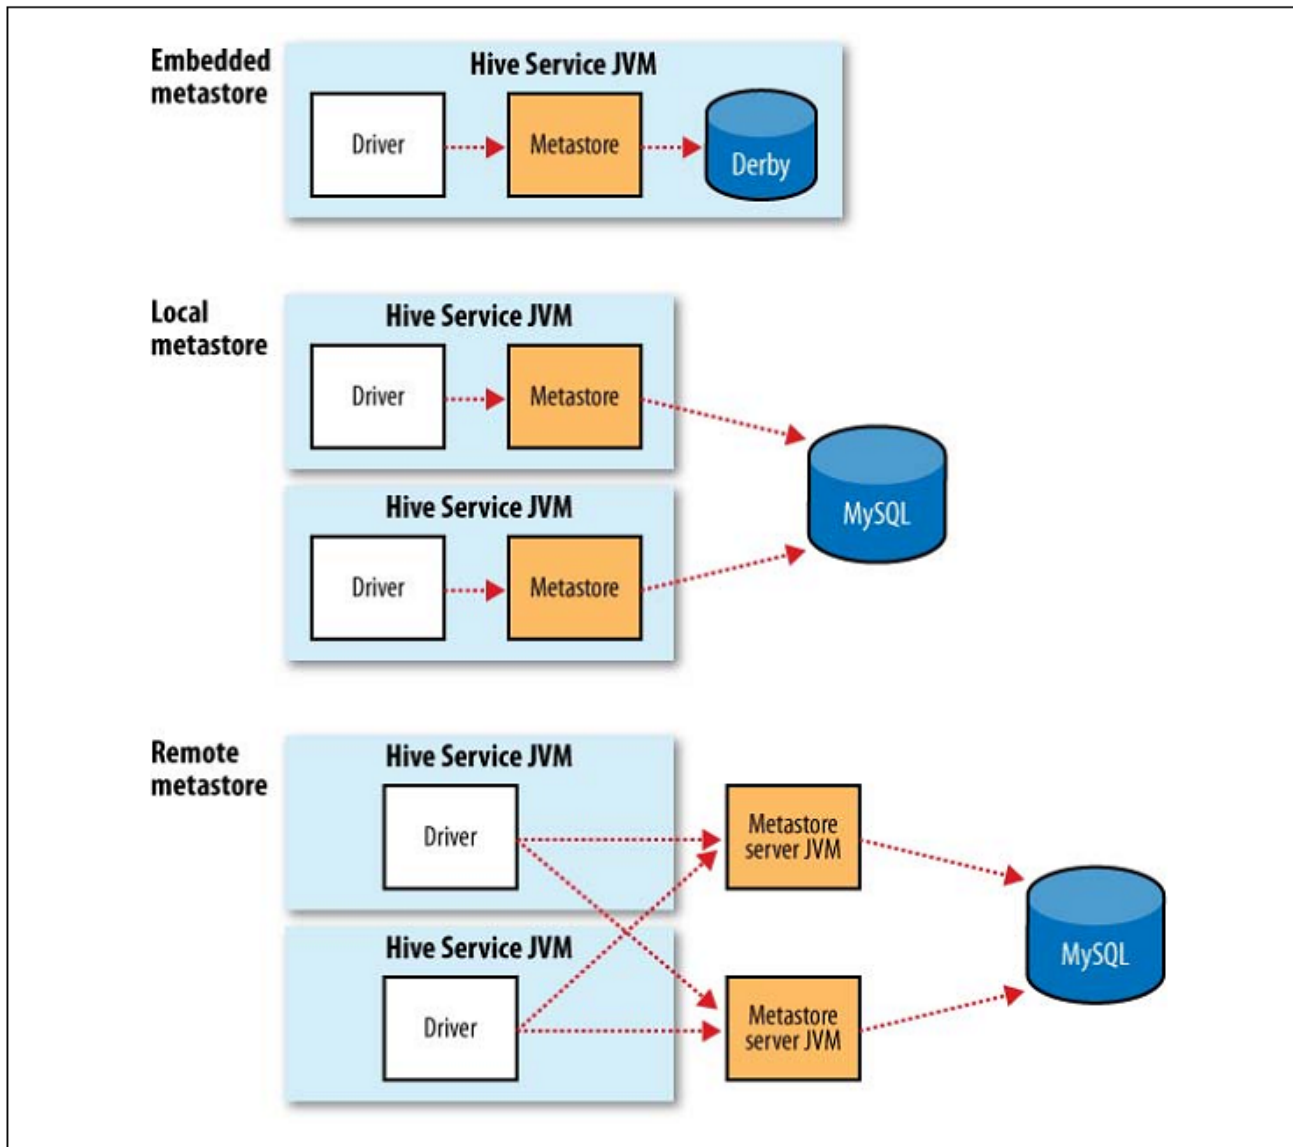 Embedded
metastore
Hive Service JVM
Driver
Metastore
Derby
Local
metastore
Hive Service JVM
Driver
Metastore
Hive Service JVM
Driver
Metastore
MySQL
Remote
metastore
Hive Service JVM
Driver
Metastore
server JVM
Hive Service JVM
Driver
Metastore
server JVM
MySQL